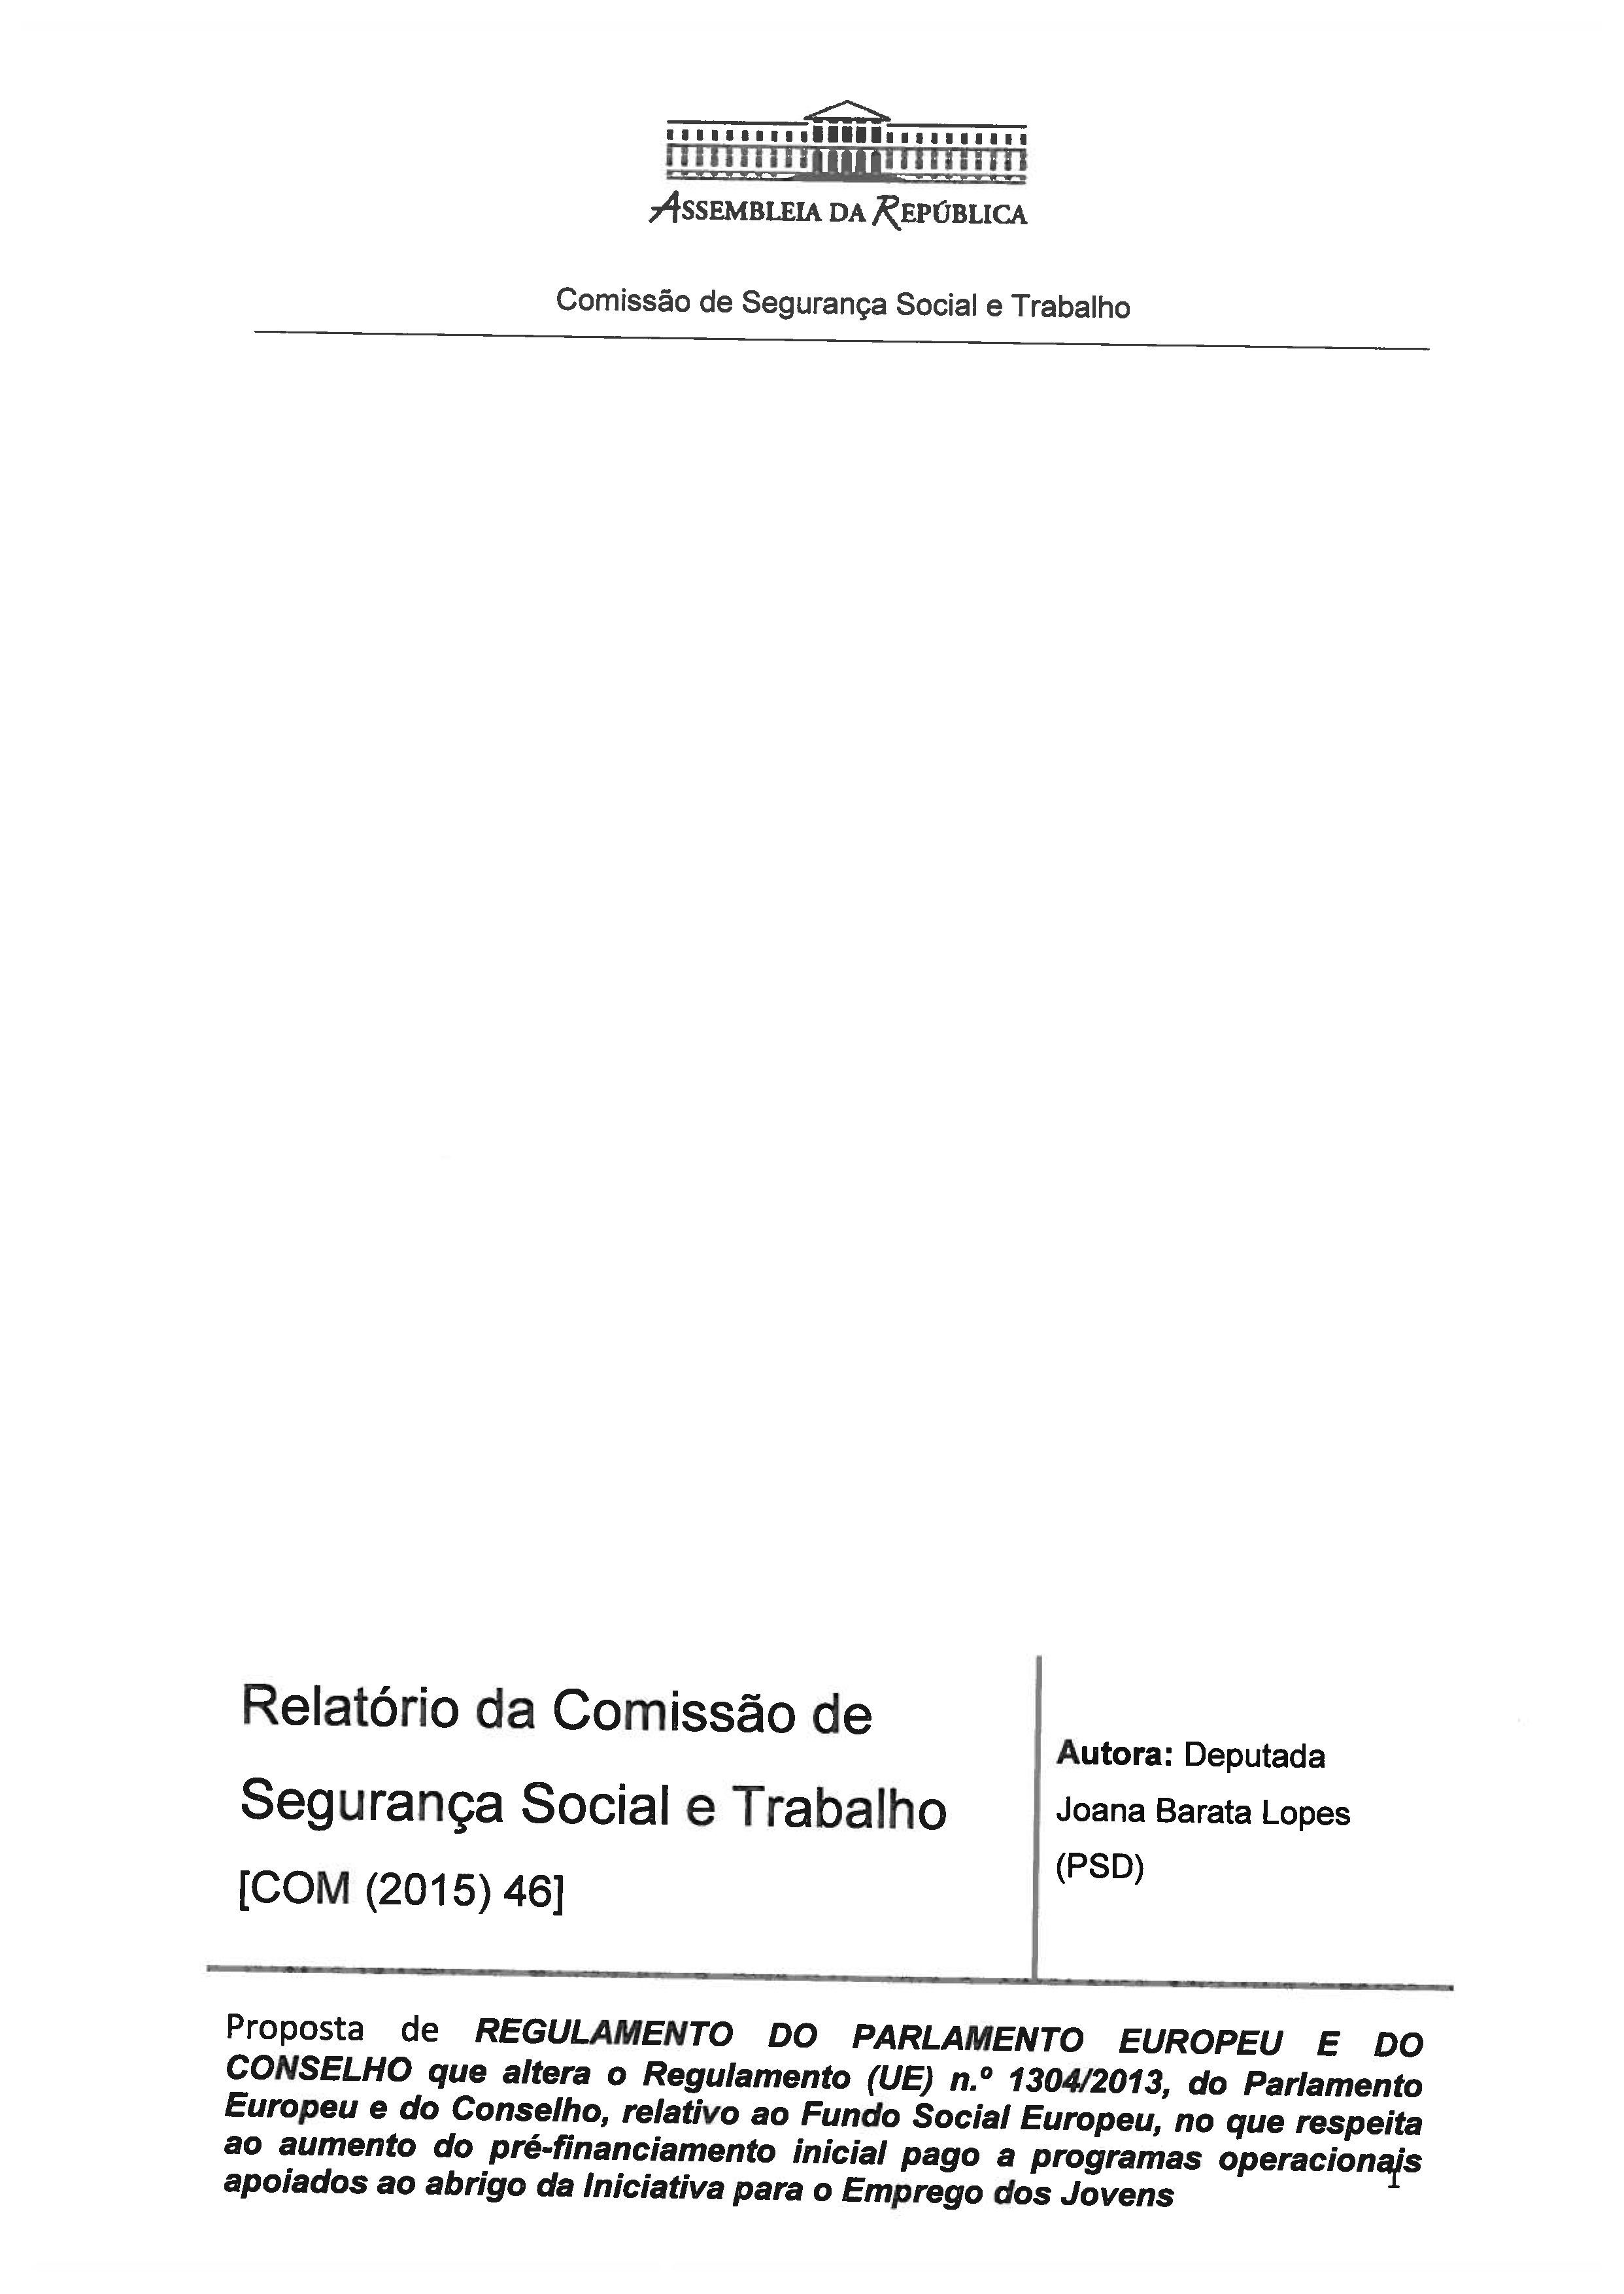 ASSEMBLEIA DA REPÚBLICA
Comissão de Segurança Social e Trabalho
Relatório da Comissão de
Segurança Social e Trabalho
[COM (2015) 46]
Autora: Deputada
Joana Barata Lopes
(PSD)
Proposta de REGULAMENTO DO PARLAMENTO EUROPEU E DO
CONSELHO que altera o Regulamento (UE) n.º 1304/2013, do Parlamento
Europeu e do Conselho, relativo ao Fundo Social Europeu, no que respeita
ao aumento do pré-financiamento inicial pago a programas operacionais
apoiados ao abrigo da Iniciativa para o Emprego dos Jovens
1